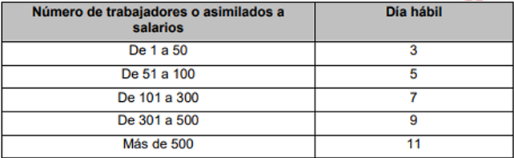 Número de trabajadores o asimilados a Día hábil
salarios
De 1 a 50 3
De 51 a 100 5
De 101 a 300 7
De 301 a 500 9
Más de 500 11